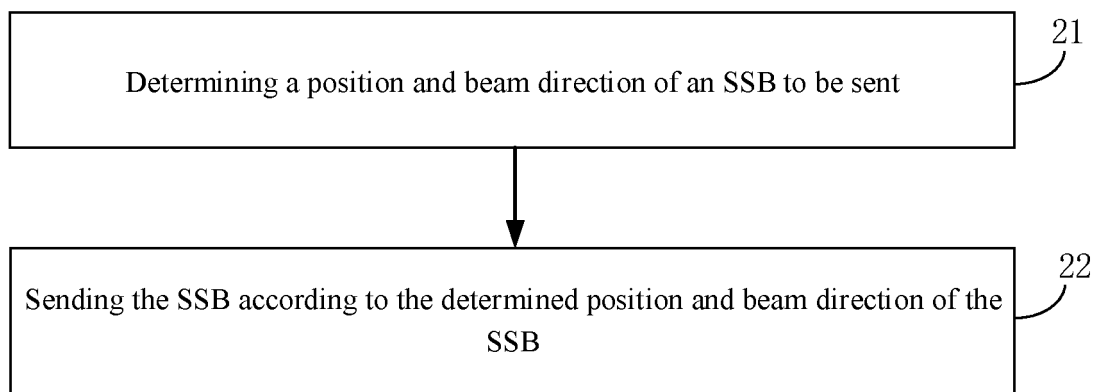 21
Determining a position and beam direction of an SSB to be sent
22
Sending the SSB according to the determined position and beam direction of the
SSB